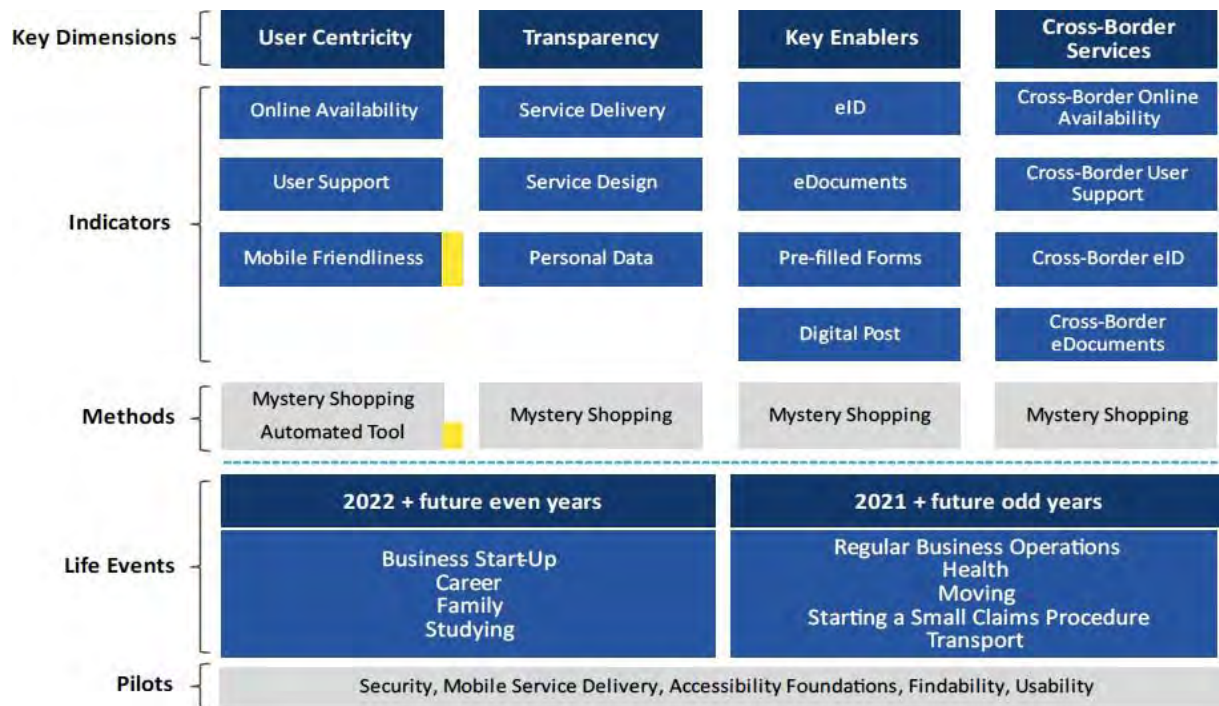 Key Dimensions
User Centricity
Transparency
Key Enablers
Cross-Border
Services
Indicators
Online Availability
Service Delivery
eID
Cross-Border Online
Availability
User Support
Service Design
eDocuments
Cross-Border User
Support
Mobile Friendliness
Personal Data
Pre-filled Forms
Cross-Border eID
Digital Post
Cross-Border
eDocuments
Methods
Mystery Shopping
Automated Tool
Mystery Shopping
Mystery Shopping
Mystery Shopping
Life Events
2022 + future even years
Business Start-Up
Career
Family
Studying
2021 + future odd years
Regular Business Operations
Health
Moving
Starting a Small Claims Procedure
Transport
Pilots
Security, Mobile Service Delivery, Accessibility Foundations, Findability, Usability